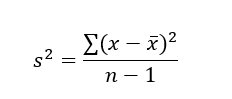 s² = ∑(x − x̄)² / n − 1